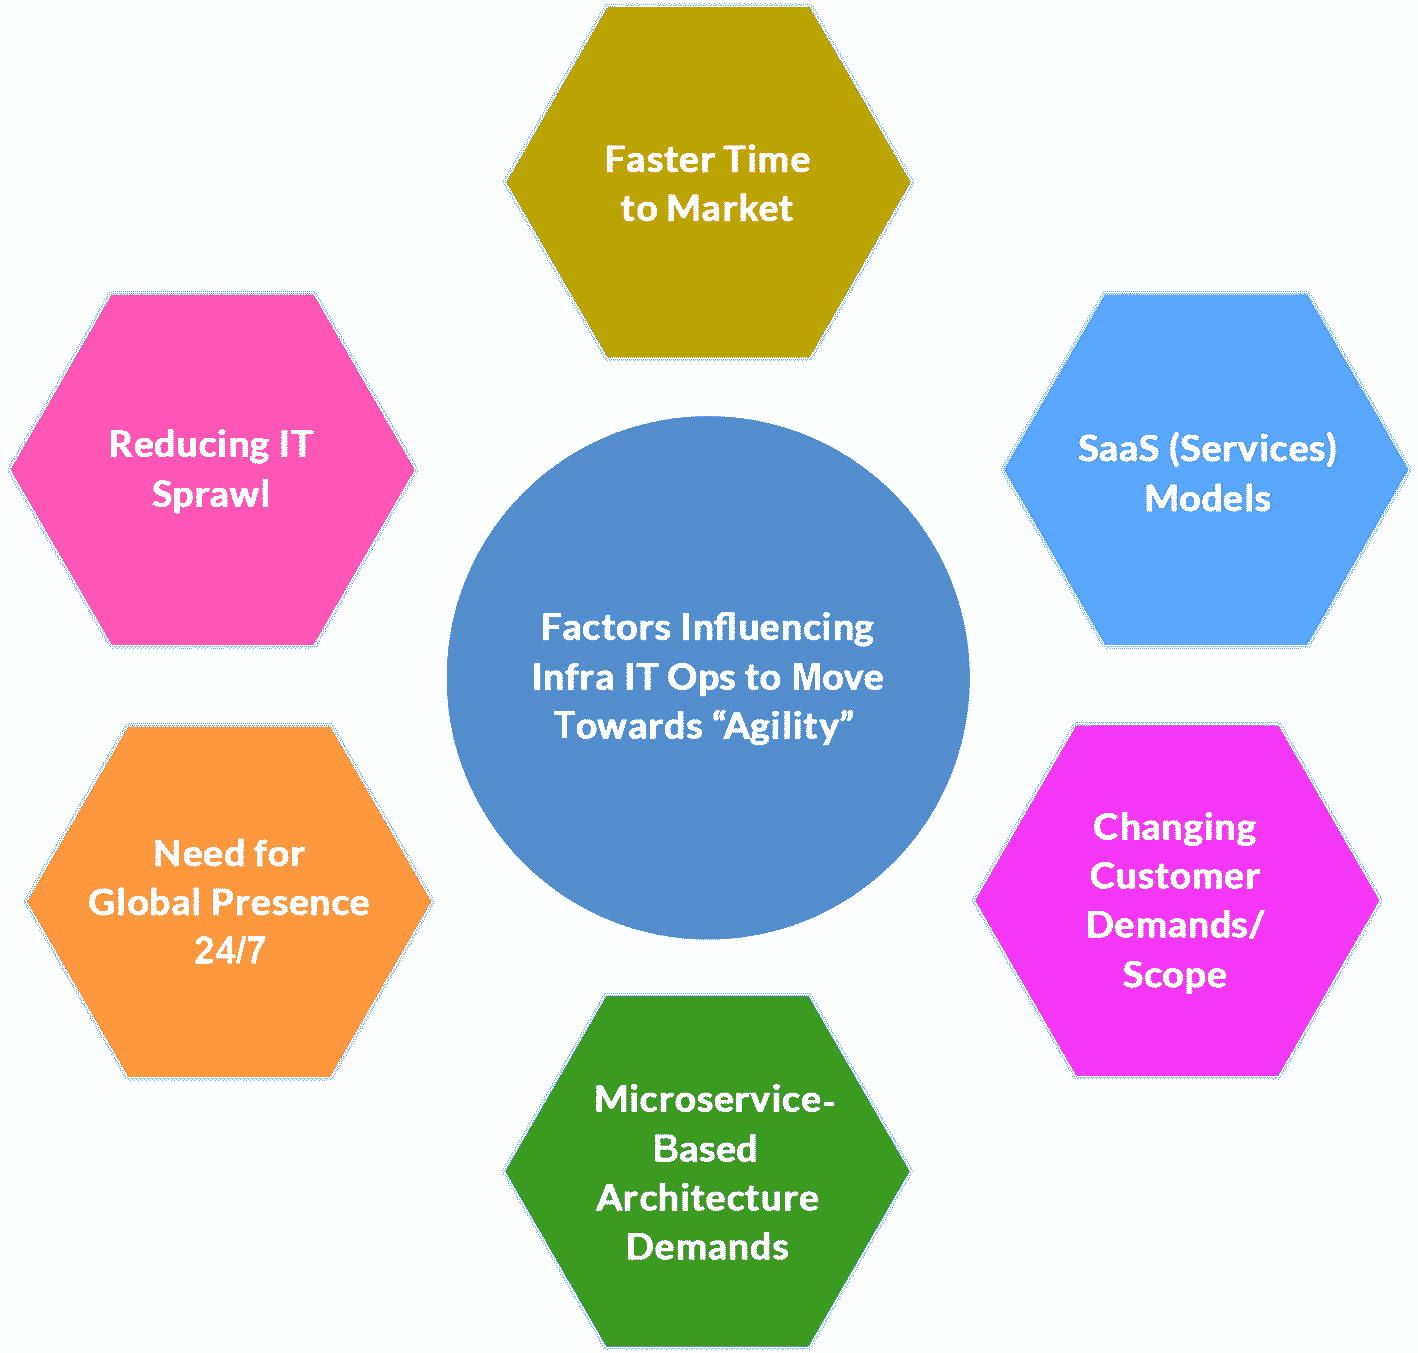 Faster Time
to Market
Reducing IT
Sprawl
SaaS (Services)
Models
Factors Influencing
Infra IT Ops to Move
Towards “Agility”
Need for
Global Presence
24/7
Changing
Customer
Demands/
Scope
Microservice-
Based
Architecture
Demands